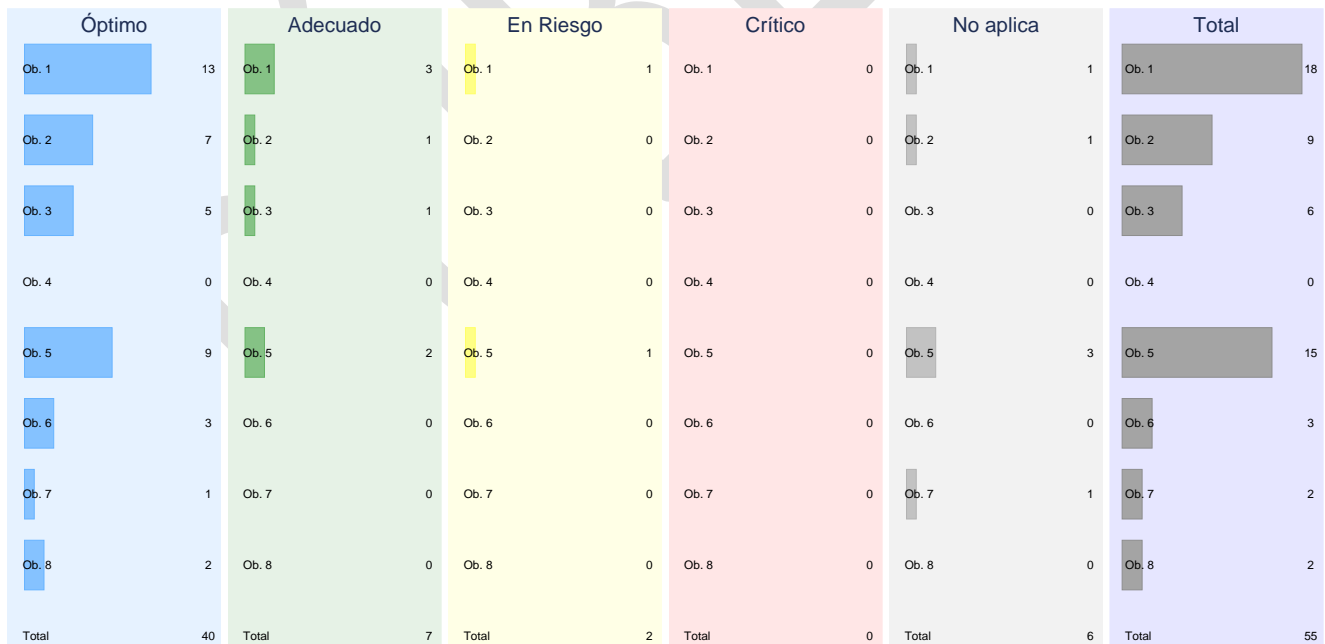 Óptimo Adecuado En Riesgo Crítico No aplica Total
Ob. 1 13 Ob. 1 3 Ob. 1 1 Ob. 1 0 Ob. 1 1 Ob. 1 18
Ob. 2 7 Ob. 2 1 Ob. 2 0 Ob. 2 0 Ob. 2 1 Ob. 2 9
Ob. 3 5 Ob. 3 1 Ob. 3 0 Ob. 3 0 Ob. 3 0 Ob. 3 6
Ob. 4 0 Ob. 4 0 Ob. 4 0 Ob. 4 0 Ob. 4 0 Ob. 4 0
Ob. 5 9 Ob. 5 2 Ob. 5 1 Ob. 5 0 Ob. 5 3 Ob. 5 15
Ob. 6 3 Ob. 6 0 Ob. 6 0 Ob. 6 0 Ob. 6 0 Ob. 6 3
Ob. 7 1 Ob. 7 0 Ob. 7 0 Ob. 7 0 Ob. 7 1 Ob. 7 2
Ob. 8 2 Ob. 8 0 Ob. 8 0 Ob. 8 0 Ob. 8 0 Ob. 8 2
Total 40 Total 7 Total 2 Total 0 Total 6 Total 55